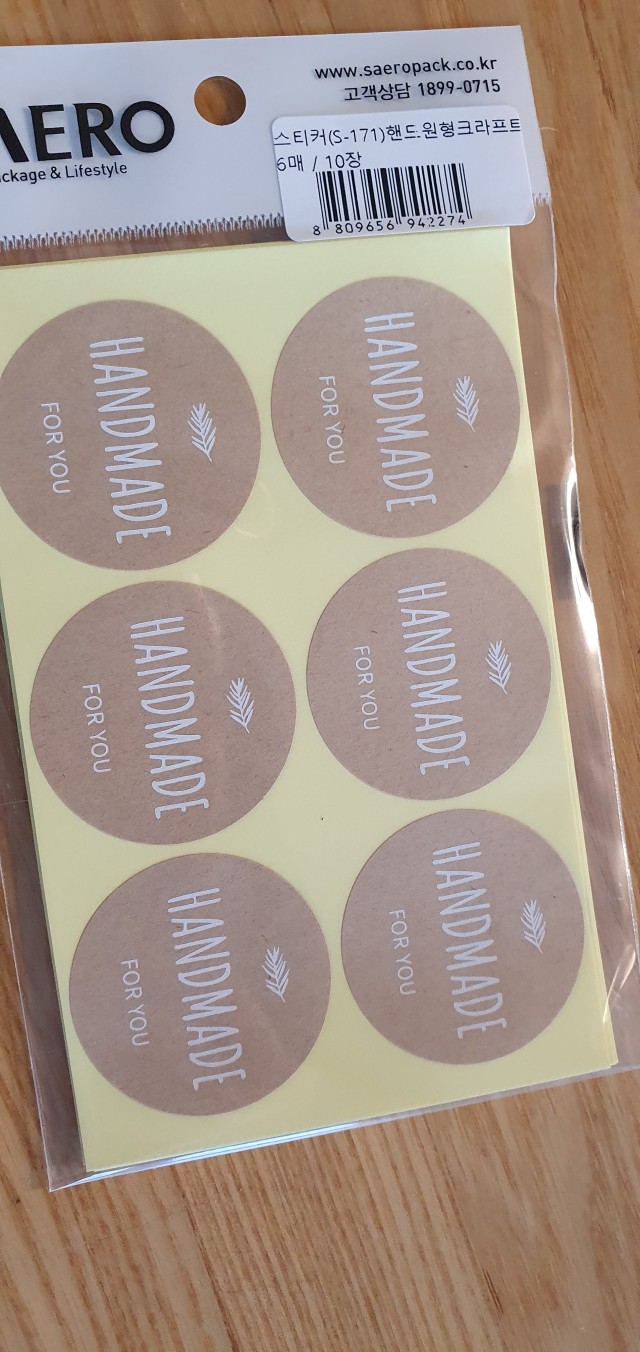 www.saeropack.co.kr
고객상담 1899-0715
AERO
ckage & Lifestyle
스티커(S-171)핸드원형크라프트
6매 / 10장
8 809656 942274
HANDMADE
FOR YOU
HANDMADE
FOR YOU
HANDMADE
FOR YOU
HANDMADE
FOR YOU
HANDMADE
FOR YOU
HANDMADE
FOR YOU